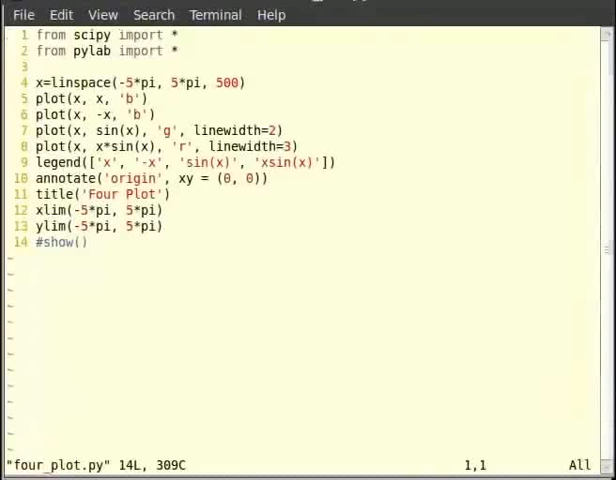 File Edit View Search Terminal Help
1 from scipy import *
2 from pylab import *
3
4 x=linspace(-5*pi, 5*pi, 500)
5 plot(x, x, 'b')
6 plot(x, -x, 'b')
7 plot(x, sin(x), 'g', linewidth=2)
8 plot(x, x*sin(x), 'r', linewidth=3)
9 legend(['x', '-x', 'sin(x)', 'xsin(x)'])
10 annotate('origin', xy = (0, 0))
11 title('Four Plot')
12 xlim(-5*pi, 5*pi)
13 ylim(-5*pi, 5*pi)
14 #show()
~
~
~
~
~
~
~
~
~
~
~
~
~
"four_plot.py" 14L, 309C 1,1 All